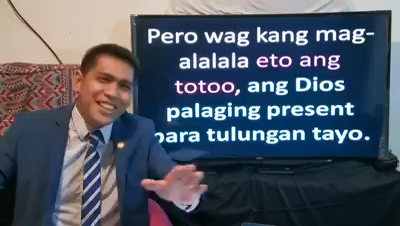 Pero wag kang mag-
alalala eto ang
totoo, ang Dios
palaging present
para tulungan tayo.